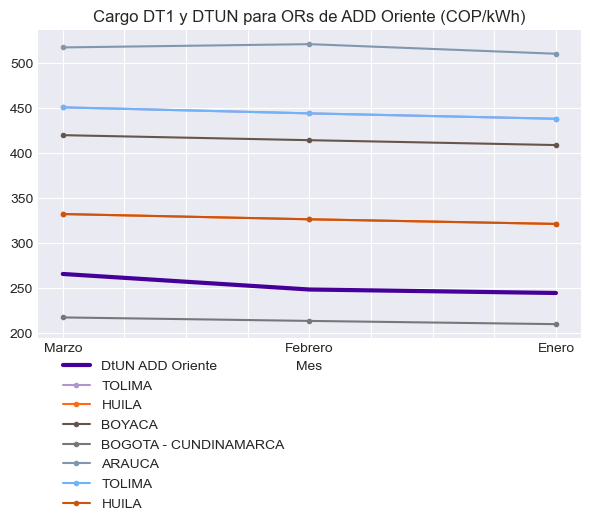 Cargo DT1 y DTUN para ORs de ADD Oriente (COP/kWh)
500
450
400
350
300
250
200
Marzo Febrero Enero
Mes
DtUN ADD Oriente
TOLIMA
HUILA
BOYACA
BOGOTA - CUNDINAMARCA
ARAUCA
TOLIMA
HUILA